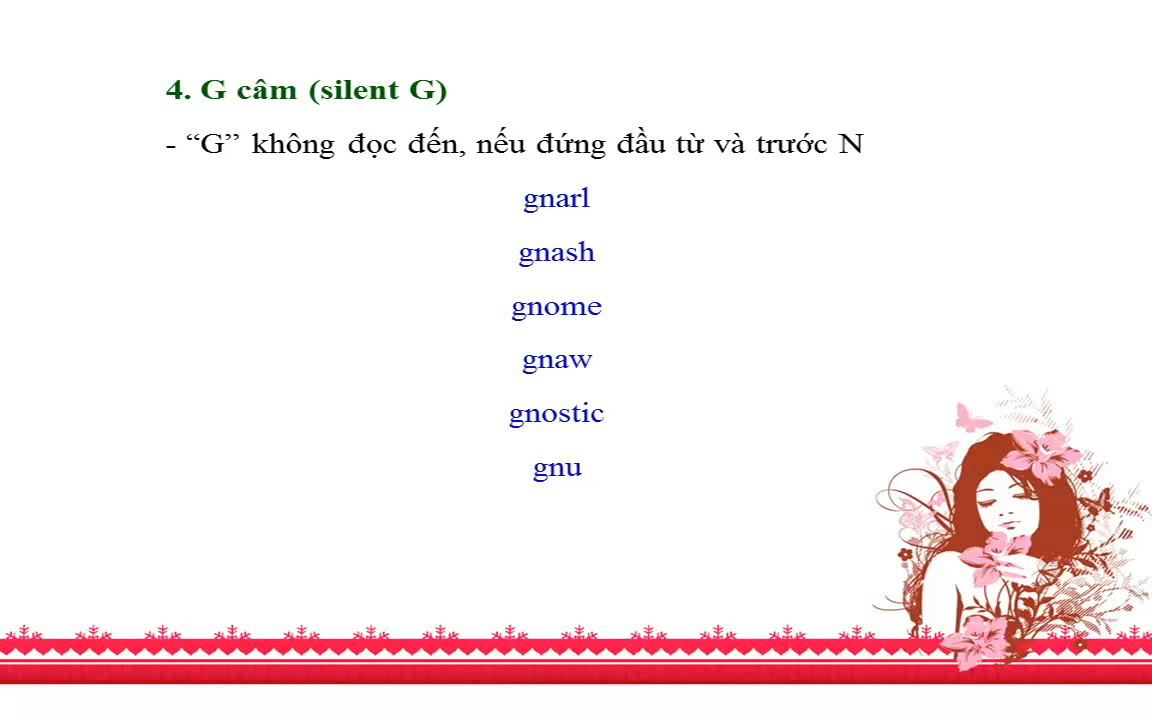 4. G câm (silent G)
- “G” không đọc đến, nếu đứng đầu từ và trước N
gnarl
gnash
gnome
gnaw
gnostic
gnu